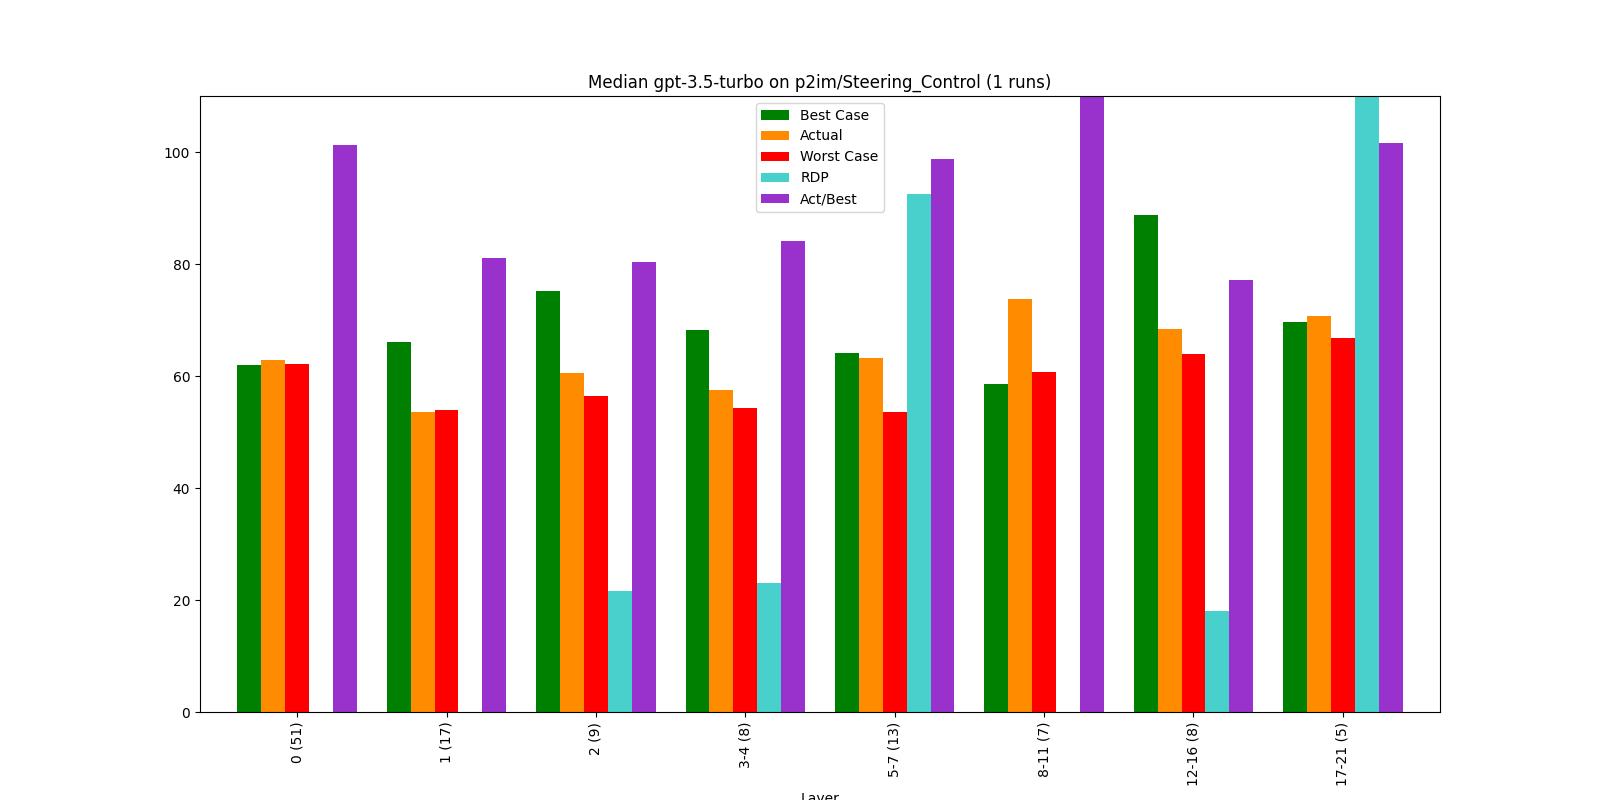 Median gpt-3.5-turbo on p2im/Steering_Control (1 runs)
Best Case
Actual
Worst Case
RDP
Act/Best
100
80
60
40
20
0
0 (51)
1 (17)
2 (9)
3-4 (8)
5-7 (13)
8-11 (7)
12-16 (8)
17-21 (5)
Layer